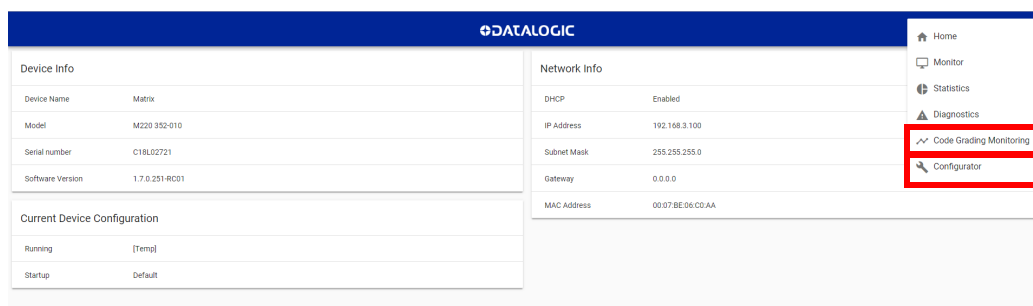 DATALOGIC
Device Info
Device Name Matrix
Model M220 352-010
Serial number C18L02721
Software Version 1.7.0.251-RC01
Current Device Configuration
Running [Temp]
Startup Default
Network Info
DHCP Enabled
IP Address 192.168.3.100
Subnet Mask 255.255.255.0
Gateway 0.0.0.0
MAC Address 00:07:BE:06:C0:AA
Home
Monitor
Statistics
Diagnostics
Code Grading Monitoring
Configurator